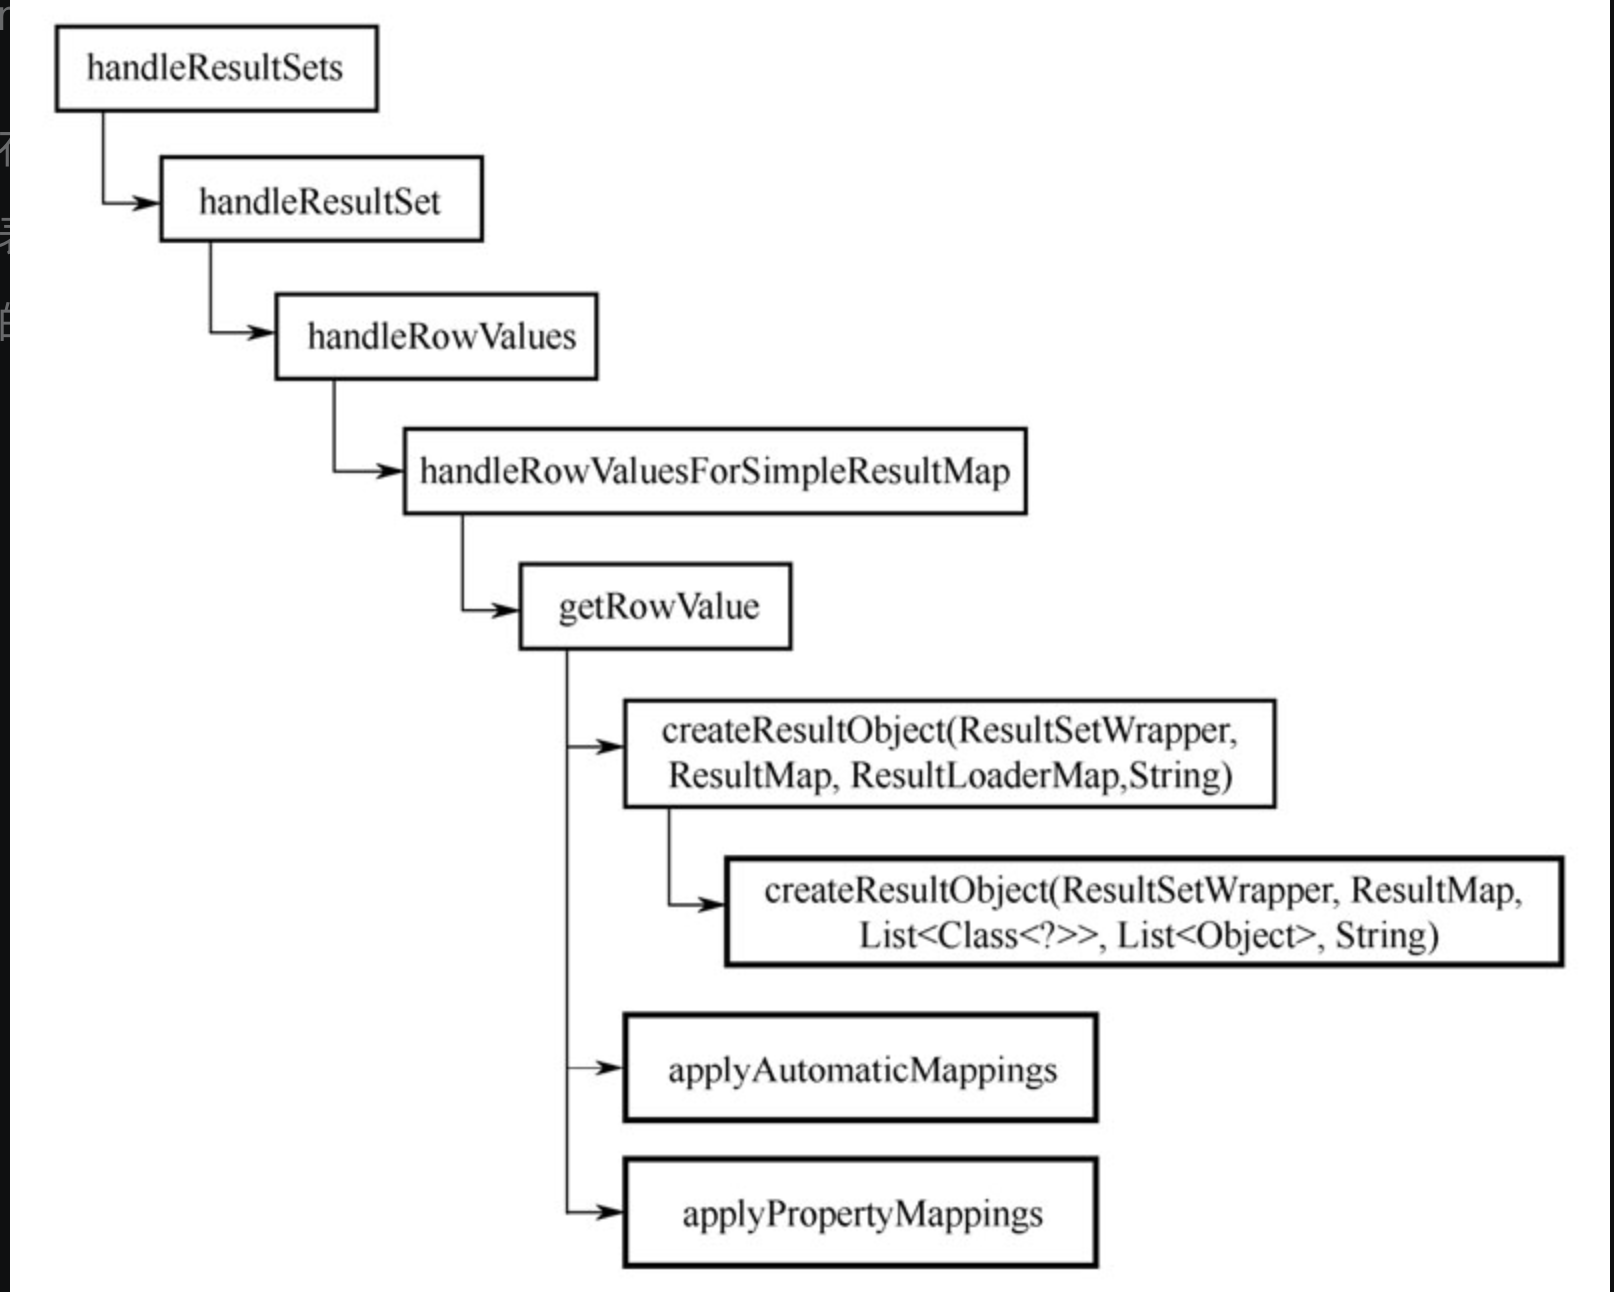 handleResultSets
handleResultSet
handleRowValues
handleRowValuesForSimpleResultMap
getRowValue
createResultObject(ResultSetWrapper,
ResultMap, ResultLoaderMap,String)
createResultObject(ResultSetWrapper, ResultMap,
List<Class<?>>, List<Object>, String)
applyAutomaticMappings
applyPropertyMappings